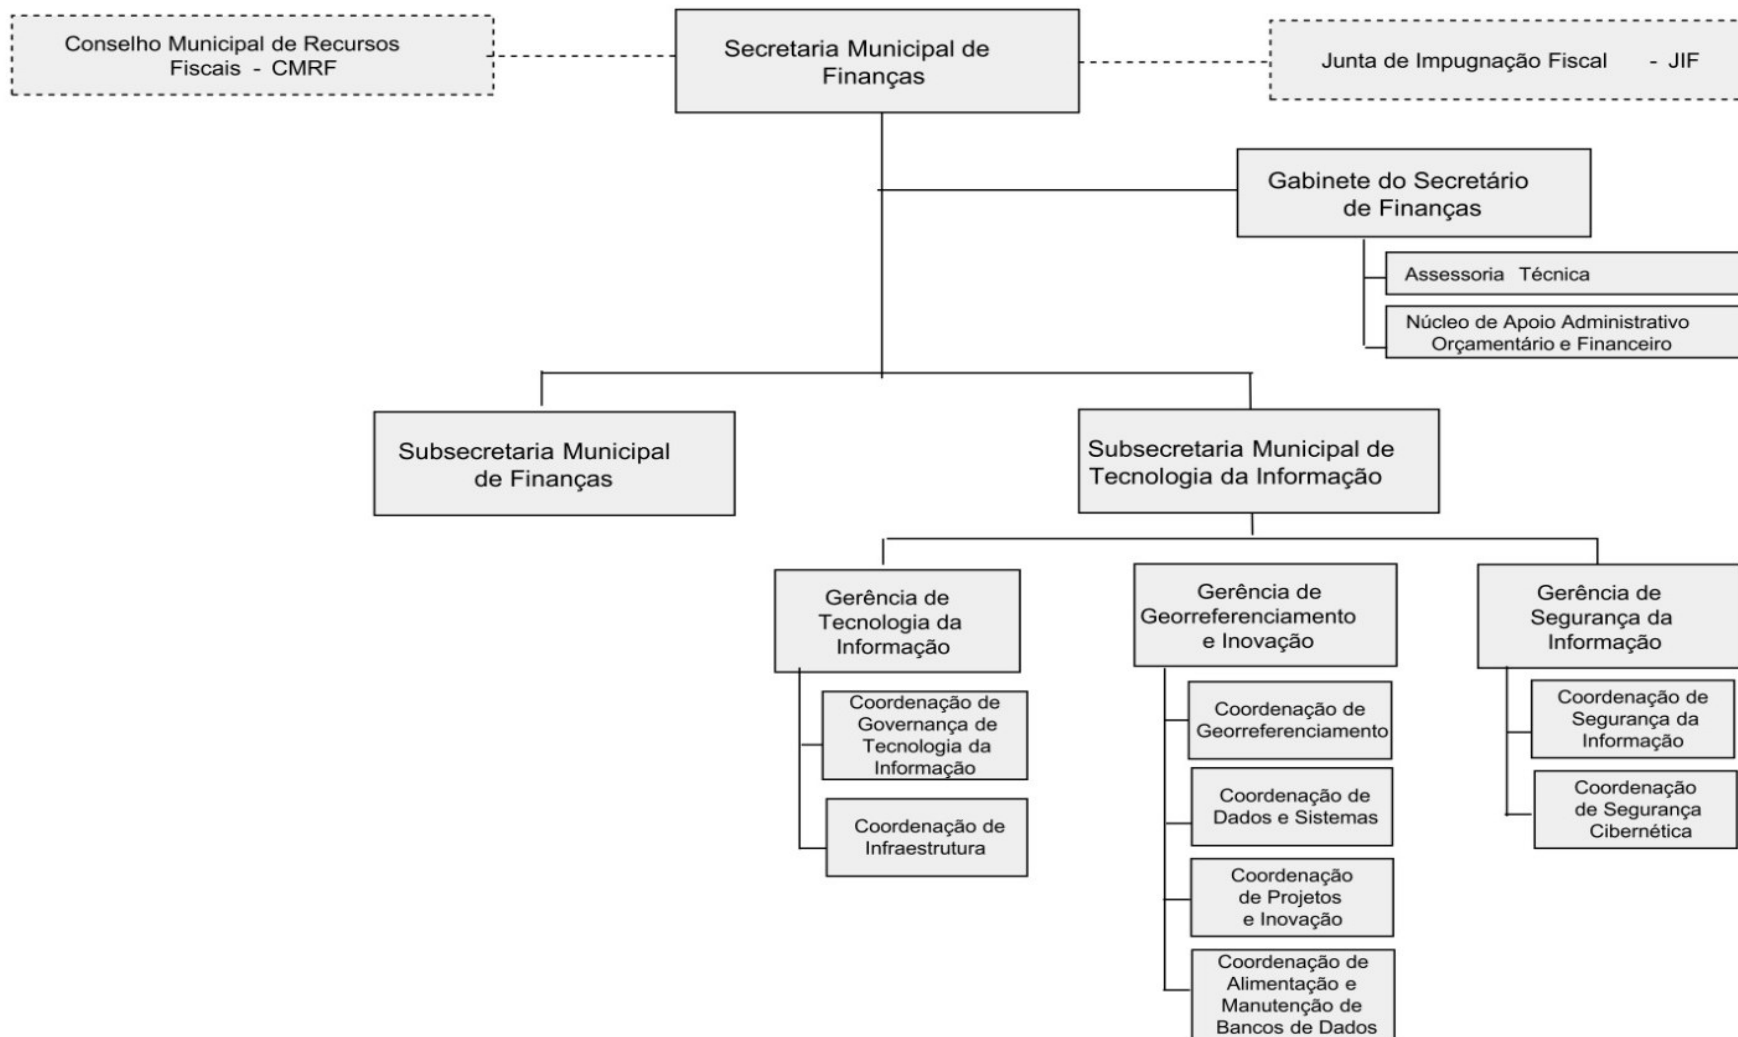 Conselho Municipal de Recursos
Fiscais - CMRF
Secretaria Municipal de
Finanças
Junta de Impugnação Fiscal - JIF
Gabinete do Secretário
de Finanças
Assessoria Técnica
Núcleo de Apoio Administrativo
Orçamentário e Financeiro
Subsecretaria Municipal
de Finanças
Subsecretaria Municipal de
Tecnologia da Informação
Gerência de
Tecnologia da
Informação
Coordenação de
Governança de
Tecnologia da
Informação
Coordenação de
Infraestrutura
Gerência de
Georreferenciamento
e Inovação
Coordenação de
Georreferenciamento
Coordenação de
Dados e Sistemas
Coordenação
de Projetos
e Inovação
Coordenação de
Alimentação e
Manutenção de
Bancos de Dados
Gerência de
Segurança da
Informação
Coordenação de
Segurança da
Informação
Coordenação
de Segurança
Cibernética